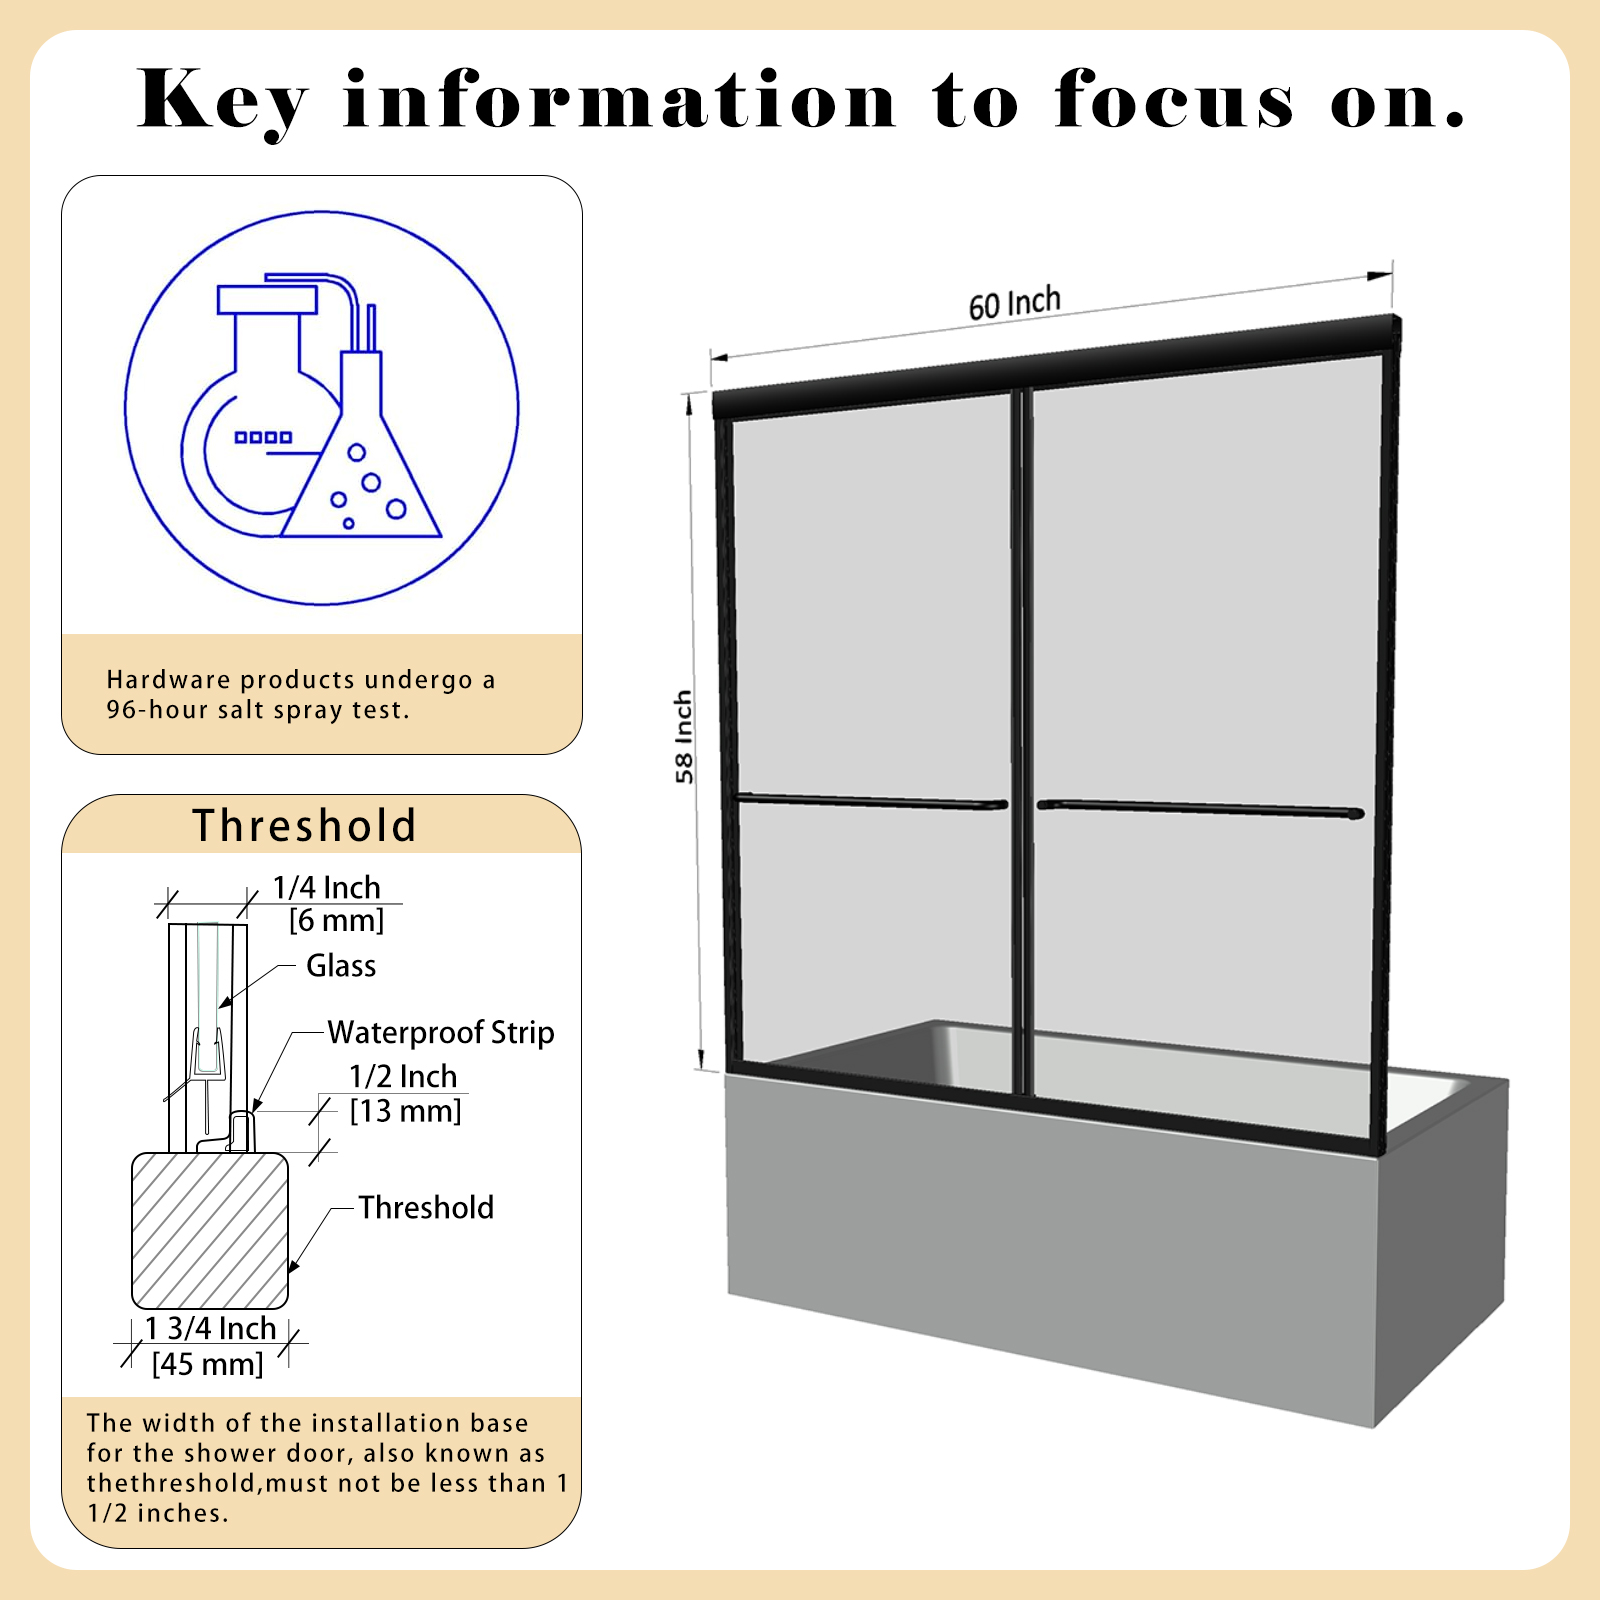 Key information to focus on.
Hardware products undergo a
96-hour salt spray test.
60 Inch
58 Inch
Threshold
1/4 Inch
[6 mm]
Glass
Waterproof Strip
1/2 Inch
[13 mm]
Threshold
1 3/4 Inch
[45 mm]
The width of the installation base
for the shower door, also known as
thethreshold,must not be less than 1
1/2 inches.